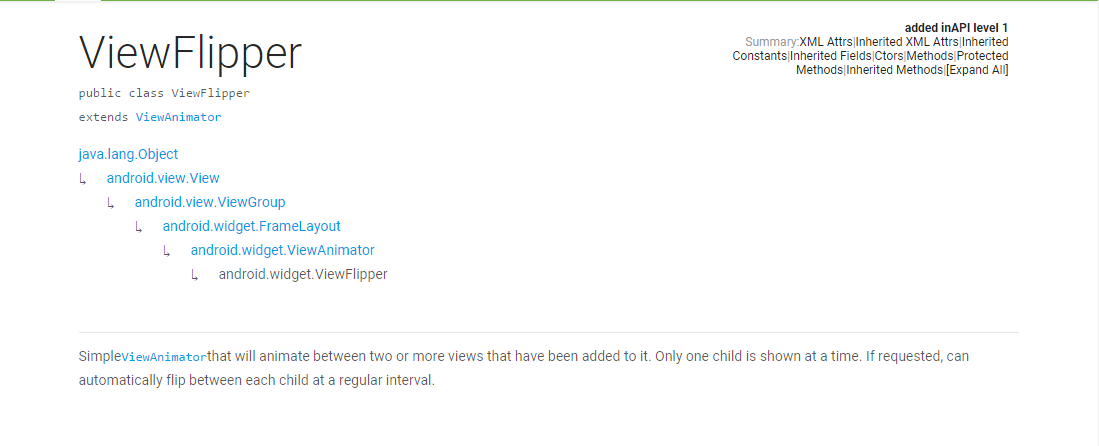 ViewFlipper
added inAPI level 1
Summary:XML Attrs|Inherited XML Attrs|Inherited
Constants|Inherited Fields|Ctors|Methods|Protected
Methods|Inherited Methods|[Expand All]
public class ViewFlipper
extends ViewAnimator
java.lang.Object
↳ android.view.View
↳ android.view.ViewGroup
↳ android.widget.FrameLayout
↳ android.widget.ViewAnimator
↳ android.widget.ViewFlipper
SimpleViewAnimatorthat will animate between two or more views that have been added to it. Only one child is shown at a time. If requested, can
automatically flip between each child at a regular interval.